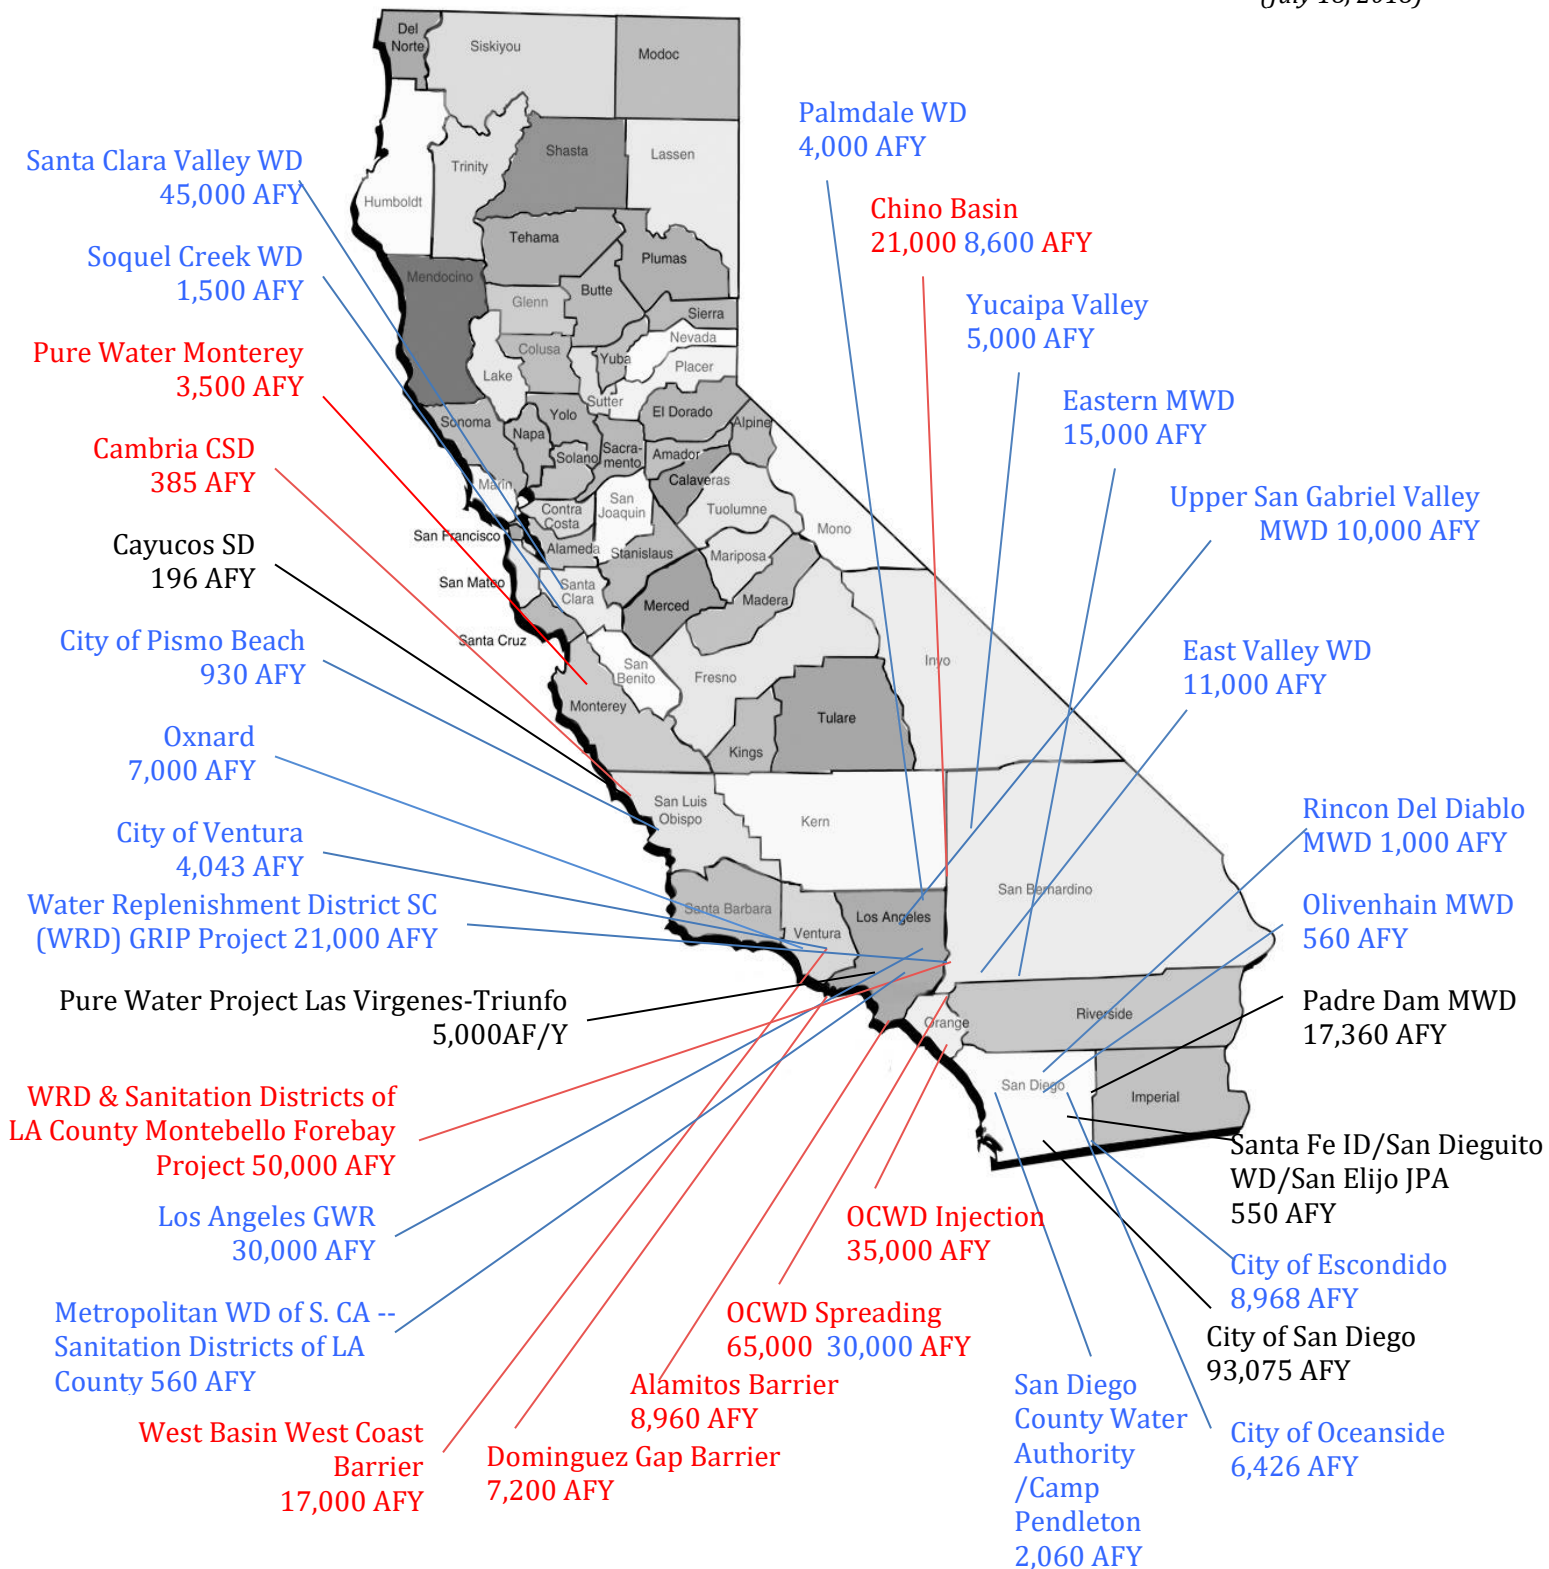 Del
Norte
Siskiyou
Modoc
Humboldt
Trinity
Shasta
Lassen
Tehama
Plumas
Mendocino
Glenn
Butte
Sierra
Nevada
Colusa
Yuba
Placer
Lake
Sutter
Sonoma
Napa
Yolo
El Dorado
Alpine
Solano
Sacra-
mento
Amador
Calaveras
Marin
Contra
Costa
San
Joaquin
Tuolumne
Mono
San Francisco
Alameda
Stanislaus
Mariposa
San Mateo
Santa
Clara
Merced
Madera
Santa Cruz
San
Benito
Fresno
Inyo
Monterey
Kings
Tulare
San Luis
Obispo
Kern
San Bernardino
Santa Barbara
Ventura
Los Angeles
Orange
Riverside
San Diego
Imperial
Santa Clara Valley WD
45,000 AFY
Soquel Creek WD
1,500 AFY
Pure Water Monterey
3,500 AFY
Cambria CSD
385 AFY
Cayucos SD
196 AFY
City of Pismo Beach
930 AFY
Oxnard
7,000 AFY
City of Ventura
4,043 AFY
Water Replenishment District SC
(WRD) GRIP Project 21,000 AFY
Pure Water Project Las Virgenes-Triunfo
5,000AF/Y
WRD & Sanitation Districts of
LA County Montebello Forebay
Project 50,000 AFY
Los Angeles GWR
30,000 AFY
Metropolitan WD of S. CA --
Sanitation Districts of LA
County 560 AFY
West Basin West Coast
Barrier
17,000 AFY
Dominguez Gap Barrier
7,200 AFY
Alamitos Barrier
8,960 AFY
OCWD Spreading
65,000 30,000 AFY
OCWD Injection
35,000 AFY
Palmdale WD
4,000 AFY
Chino Basin
21,000 8,600 AFY
Yucaipa Valley
5,000 AFY
Eastern MWD
15,000 AFY
Upper San Gabriel Valley
MWD 10,000 AFY
East Valley WD
11,000 AFY
Rincon Del Diablo
MWD 1,000 AFY
Olivenhain MWD
560 AFY
Padre Dam MWD
17,360 AFY
Santa Fe ID/San Dieguito
WD/San Elijo JPA
550 AFY
City of Escondido
8,968 AFY
City of San Diego
93,075 AFY
City of Oceanside
6,426 AFY
San Diego
County Water
Authority
/Camp
Pendleton
2,060 AFY